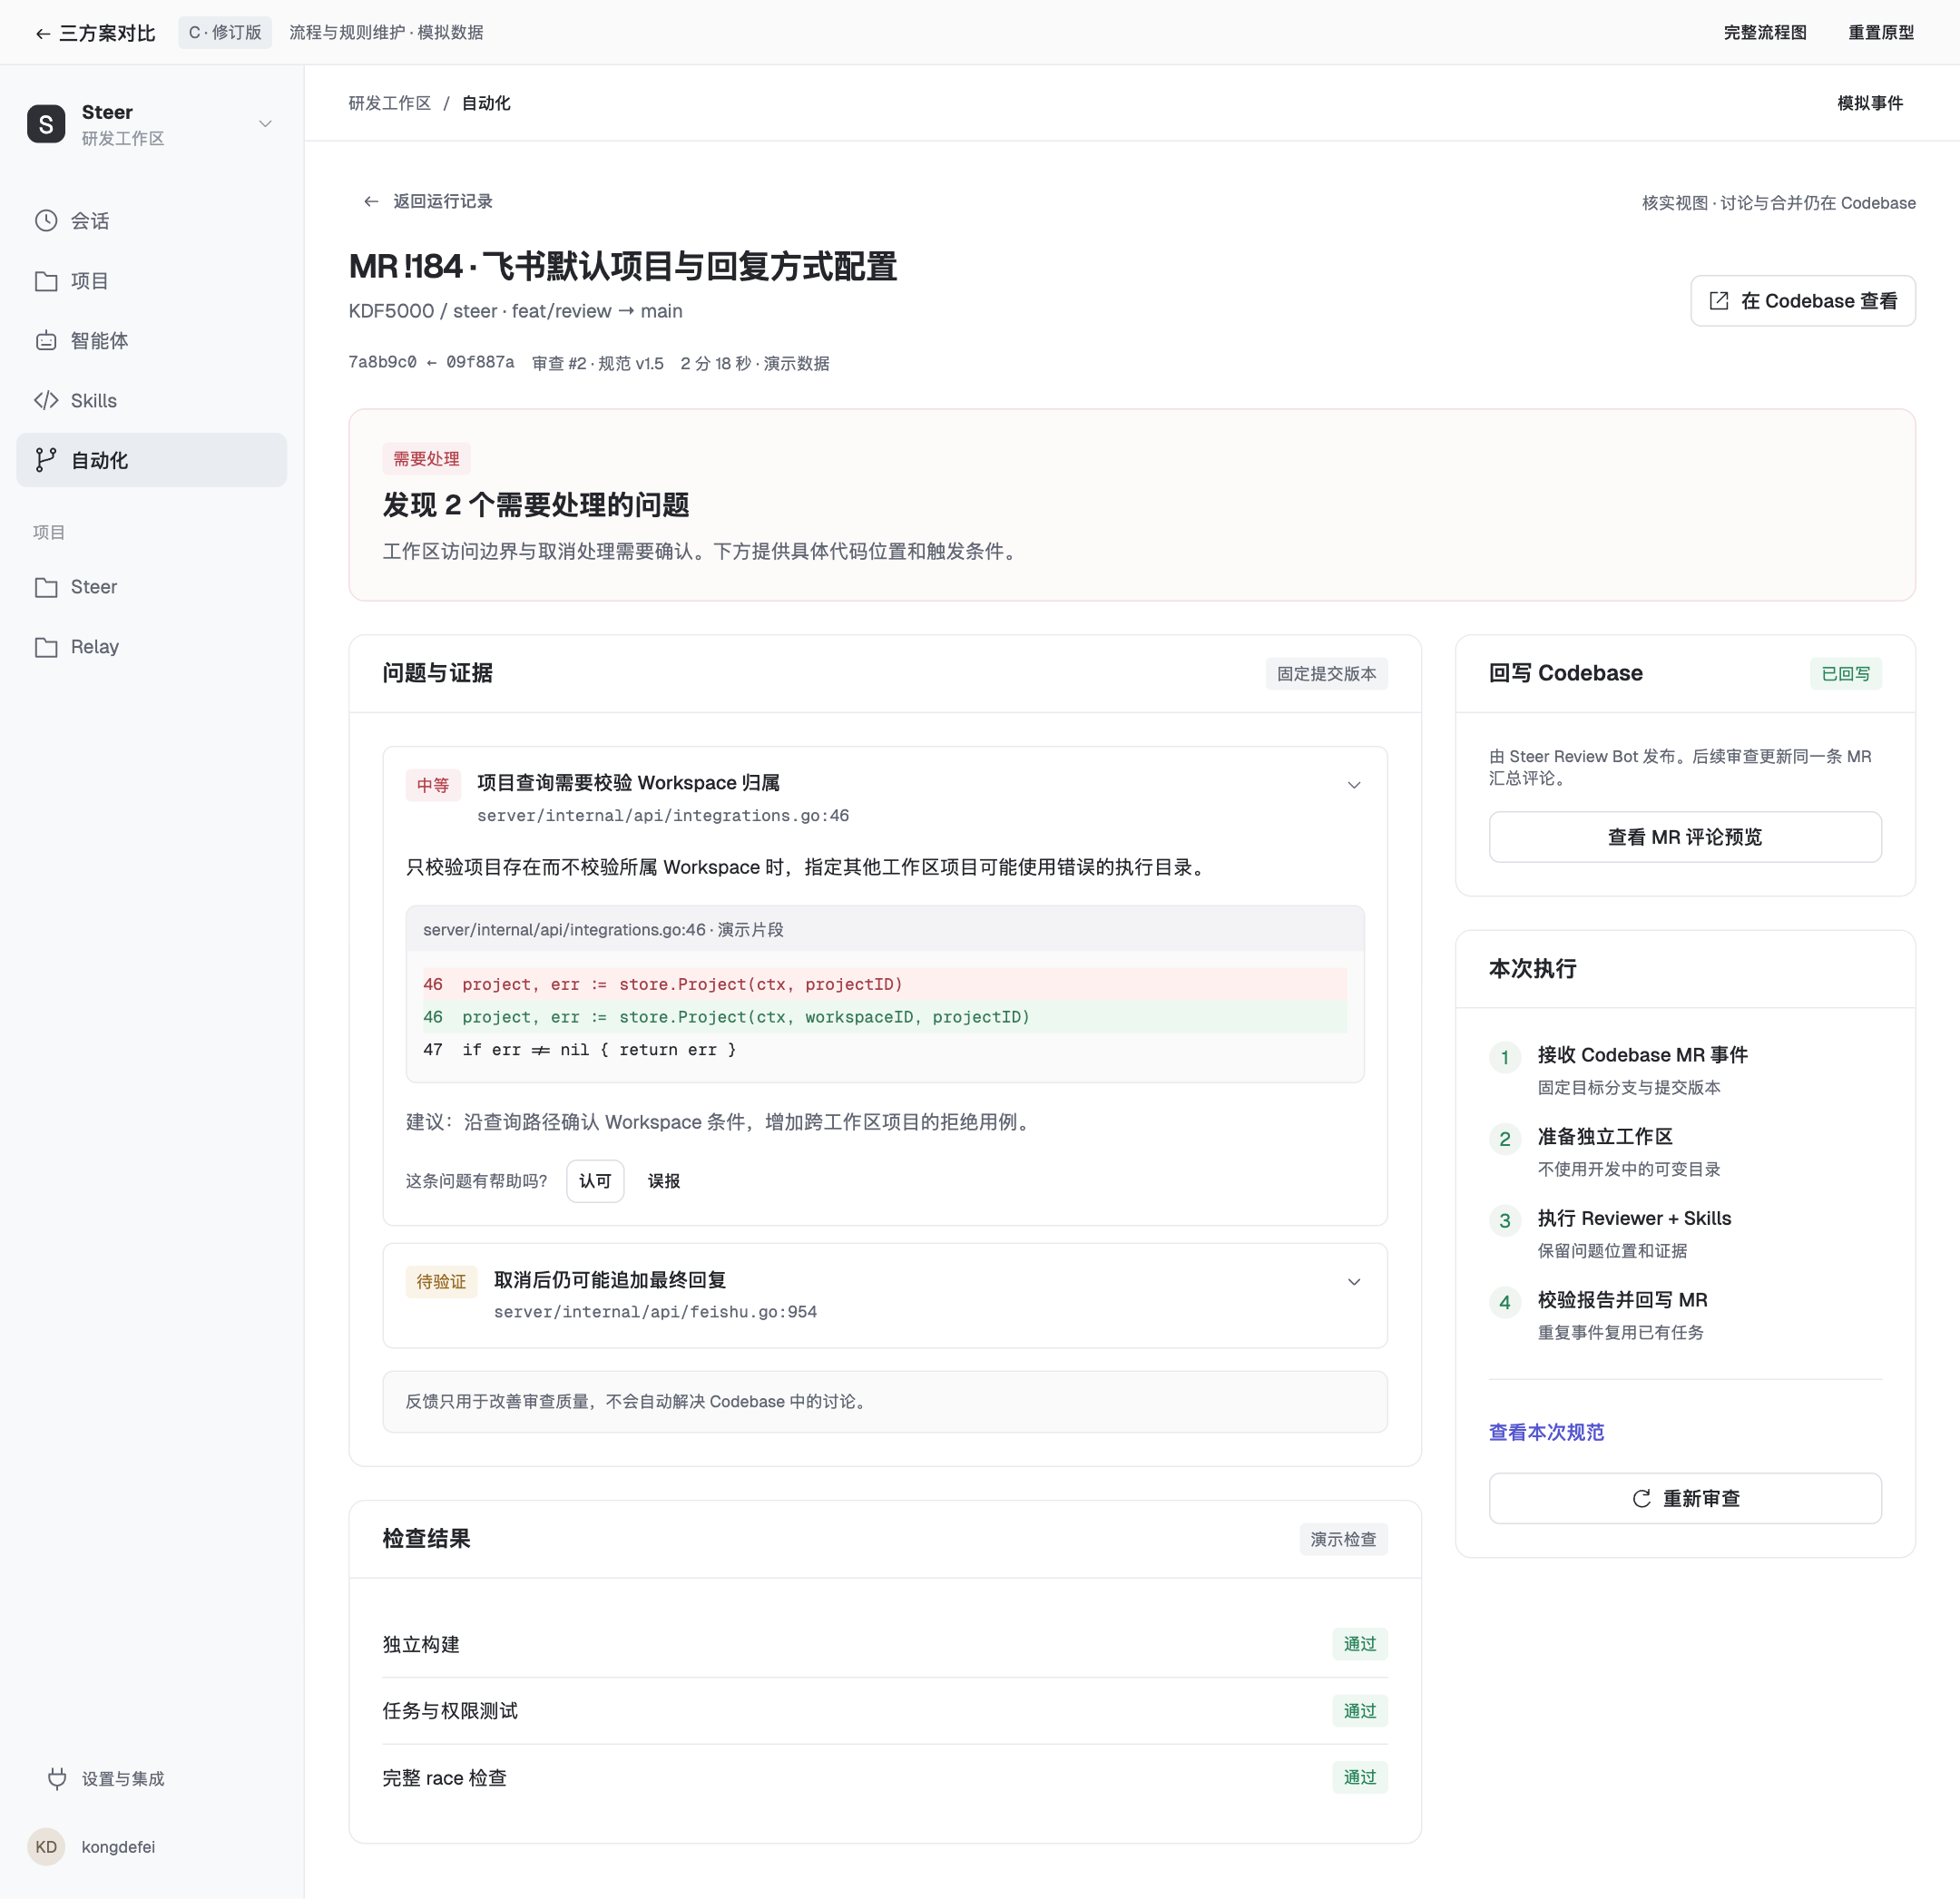 ← 三方案对比
C · 修订版
流程与规则维护 · 模拟数据
完整流程图
重置原型
S
Steer
研发工作区
会话
项目
智能体
Skills
自动化
项目
Steer
Relay
设置与集成
KD
kongdefei
研发工作区 / 自动化
模拟事件
← 返回运行记录
核实视图 · 讨论与合并仍在 Codebase
MR !184 · 飞书默认项目与回复方式配置
KDF5000 / steer · feat/review → main
在 Codebase 查看
7a8b9c0 ← 09f887a
审查 #2 · 规范 v1.5
2 分 18 秒 · 演示数据
需要处理
发现 2 个需要处理的问题
工作区访问边界与取消处理需要确认。下方提供具体代码位置和触发条件。
问题与证据
固定提交版本
中等
项目查询需要校验 Workspace 归属
server/internal/api/integrations.go:46
只校验项目存在而不校验所属 Workspace 时，指定其他工作区项目可能使用错误的执行目录。
server/internal/api/integrations.go:46 · 演示片段
46 project, err := store.Project(ctx, projectID)
46 project, err := store.Project(ctx, workspaceID, projectID)
47 if err != nil { return err }
建议：沿查询路径确认 Workspace 条件，增加跨工作区项目的拒绝用例。
这条问题有帮助吗？
认可
误报
待验证
取消后仍可能追加最终回复
server/internal/api/feishu.go:954
反馈只用于改善审查质量，不会自动解决 Codebase 中的讨论。
检查结果
演示检查
独立构建
通过
任务与权限测试
通过
完整 race 检查
通过
回写 Codebase
已回写
由 Steer Review Bot 发布。后续审查更新同一条 MR
汇总评论。
查看 MR 评论预览
本次执行
1
接收 Codebase MR 事件
固定目标分支与提交版本
2
准备独立工作区
不使用开发中的可变目录
3
执行 Reviewer + Skills
保留问题位置和证据
4
校验报告并回写 MR
重复事件复用已有任务
查看本次规范
重新审查